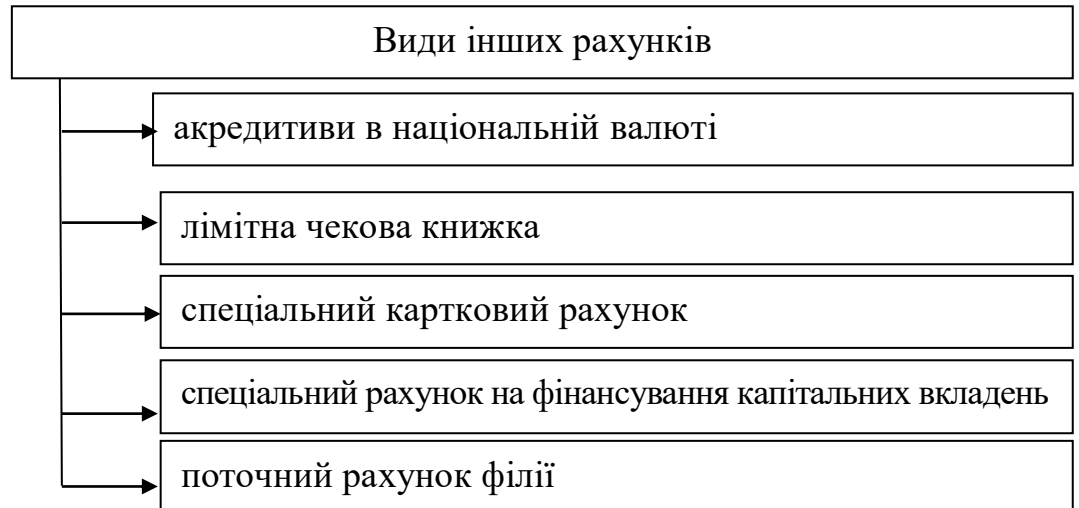 Види інших рахунків
акредитиви в національній валюті
лімітна чекова книжка
спеціальний картковий рахунок
спеціальний рахунок на фінансування капітальних вкладень
поточний рахунок філії